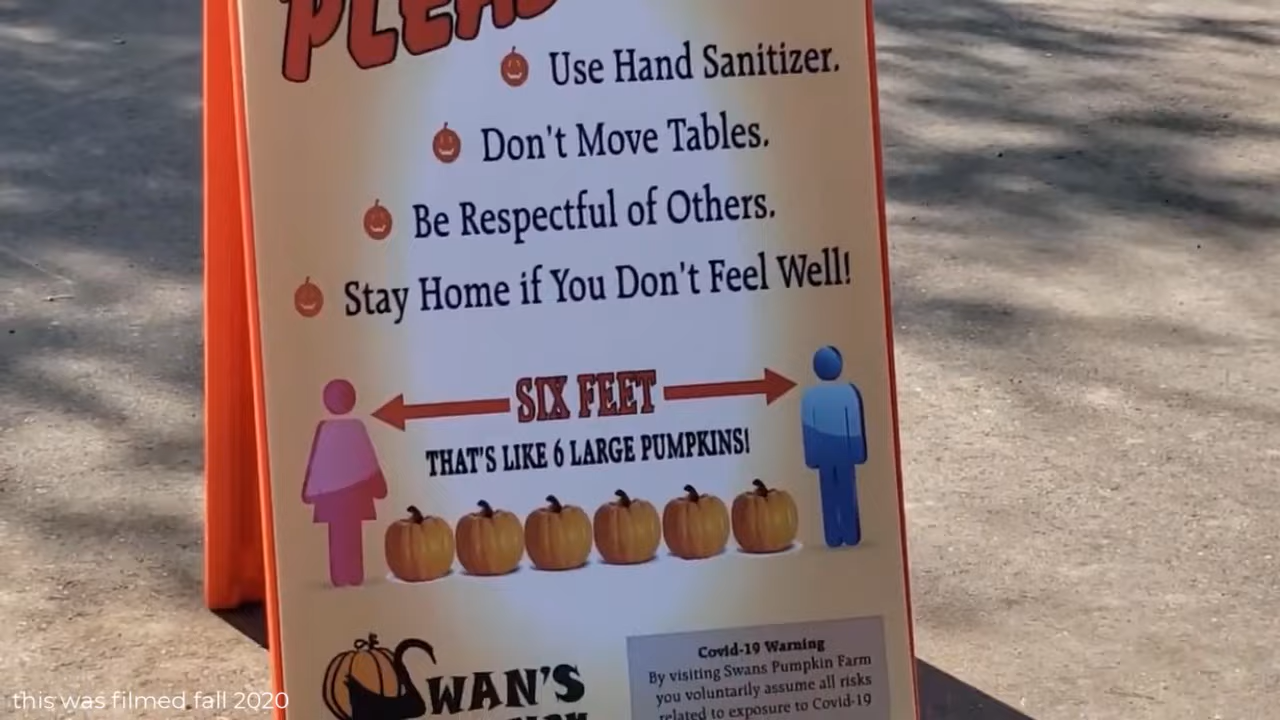 Use Hand Sanitizer.
Don't Move Tables.
Be Respectful of Others.
Stay Home if You Don't Feel Well!
SIX FEET
THAT'S LIKE 6 LARGE PUMPKINS!
SWAN'S
Covid-19 Warning
By visiting Swans Pumpkin Farm
you voluntarily assume all risks
related to exposure to Covid-19
this was filmed fall 2020